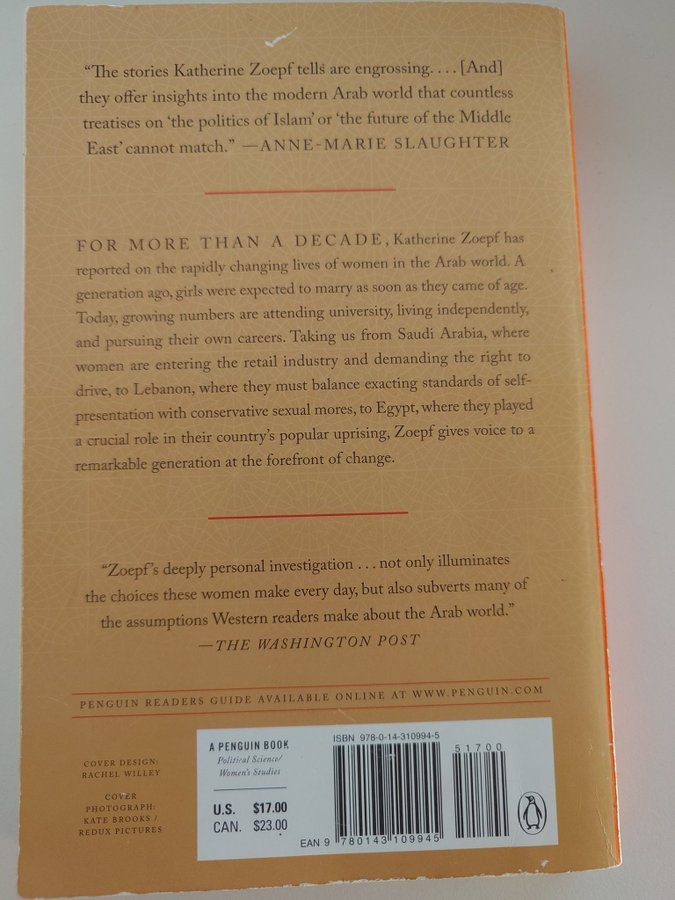 “The stories Katherine Zoepf tells are engrossing. . . . [And]
they offer insights into the modern Arab world that countless
treatises on ‘the politics of Islam’ or ‘the future of the Middle
East’ cannot match.” —ANNE-MARIE SLAUGHTER
FOR MORE THAN A DECADE, Katherine Zoepf has
reported on the rapidly changing lives of women in the Arab world. A
generation ago, girls were expected to marry as soon as they came of age.
Today, growing numbers are attending university, living independently,
and pursuing their own careers. Taking us from Saudi Arabia, where
women are entering the retail industry and demanding the right to
drive, to Lebanon, where they must balance exacting standards of self-
presentation with conservative sexual mores, to Egypt, where they played
a crucial role in their country’s popular uprising, Zoepf gives voice to a
remarkable generation at the forefront of change.
“Zoepf’s deeply personal investigation . . . not only illuminates
the choices these women make every day, but also subverts many of
the assumptions Western readers make about the Arab world.”
—THE WASHINGTON POST
PENGUIN READERS GUIDE AVAILABLE ONLINE AT WWW.PENGUIN.COM
COVER DESIGN:
RACHEL WILLEY
COVER
PHOTOGRAPH:
KATE BROOKS /
REDUX PICTURES
A PENGUIN BOOK
Political Science/
Women’s Studies
U.S. $17.00
CAN. $23.00
ISBN 978-0-14-310994-5
51700
EAN 9 780143 109945